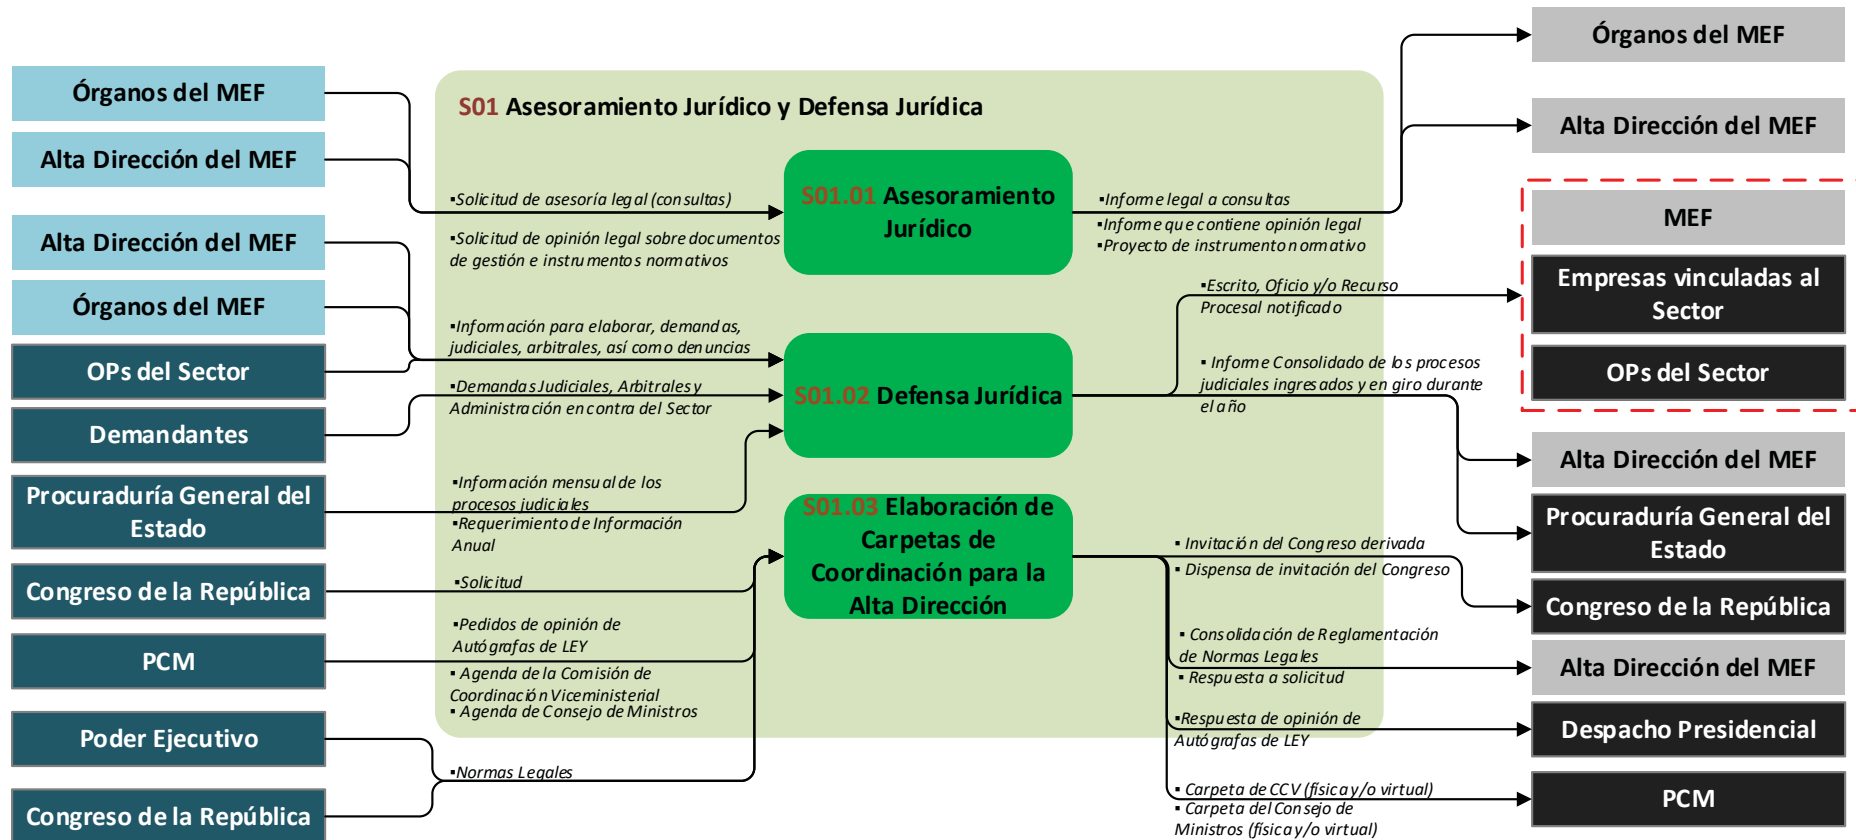 Órganos del MEF
Alta Dirección del MEF
Alta Dirección del MEF
Órganos del MEF
OPs del Sector
Demandantes
Procuraduría General del
Estado
Congreso de la República
PCM
Poder Ejecutivo
Congreso de la República
S01 Asesoramiento Jurídico y Defensa Jurídica
▪Solicitud de asesoría legal (consultas)
▪Solicitud de opinión legal sobre documentos
de gestión e instrumentos normativos
▪Información para elaborar, demandas,
judiciales, arbitrales, así como denuncias
▪Demandas Judiciales, Arbitrales y
Administración en contra del Sector
▪Información mensual de los
procesos judiciales
▪Requerimiento de Información
Anual
▪Solicitud
▪Pedidos de opinión de
Autógrafas de LEY
▪ Agenda de la Comisión de
Coordinación Viceministerial
▪ Agenda de Consejo de Ministros
▪Normas Legales
S01.01 Asesoramiento
Jurídico
S01.02 Defensa Jurídica
S01.03 Elaboración de
Carpetas de
Coordinación para la
Alta Dirección
▪Informe legal a consultas
▪Informe que contiene opinión legal
▪Proyecto de instrumento normativo
▪Escrito, Oficio y/o Recurso
Procesal notificado
▪ Informe Consolidado de los procesos
judiciales ingresados y en giro durante
el año
▪ Invitación del Congreso derivada
▪ Dispensa de invitación del Congreso
▪ Consolidación de Reglamentación
de Normas Legales
▪ Respuesta a solicitud
▪Respuesta de opinión de
Autógrafas de LEY
▪ Carpeta de CCV (física y/o virtual)
▪ Carpeta del Consejo de
Ministros (física y/o virtual)
Órganos del MEF
Alta Dirección del MEF
MEF
Empresas vinculadas al
Sector
OPs del Sector
Alta Dirección del MEF
Procuraduría General del
Estado
Congreso de la República
Alta Dirección del MEF
Despacho Presidencial
PCM